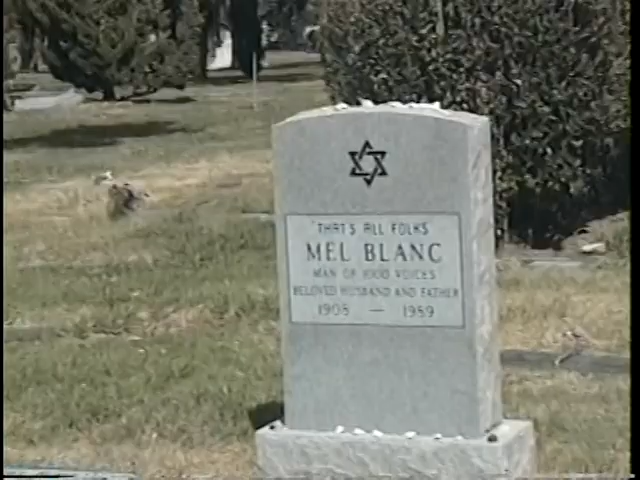 "THAT'S ALL FOLKS"
MEL BLANC
MAN OF 1000 VOICES
BELOVED HUSBAND AND FATHER
1908 — 1989